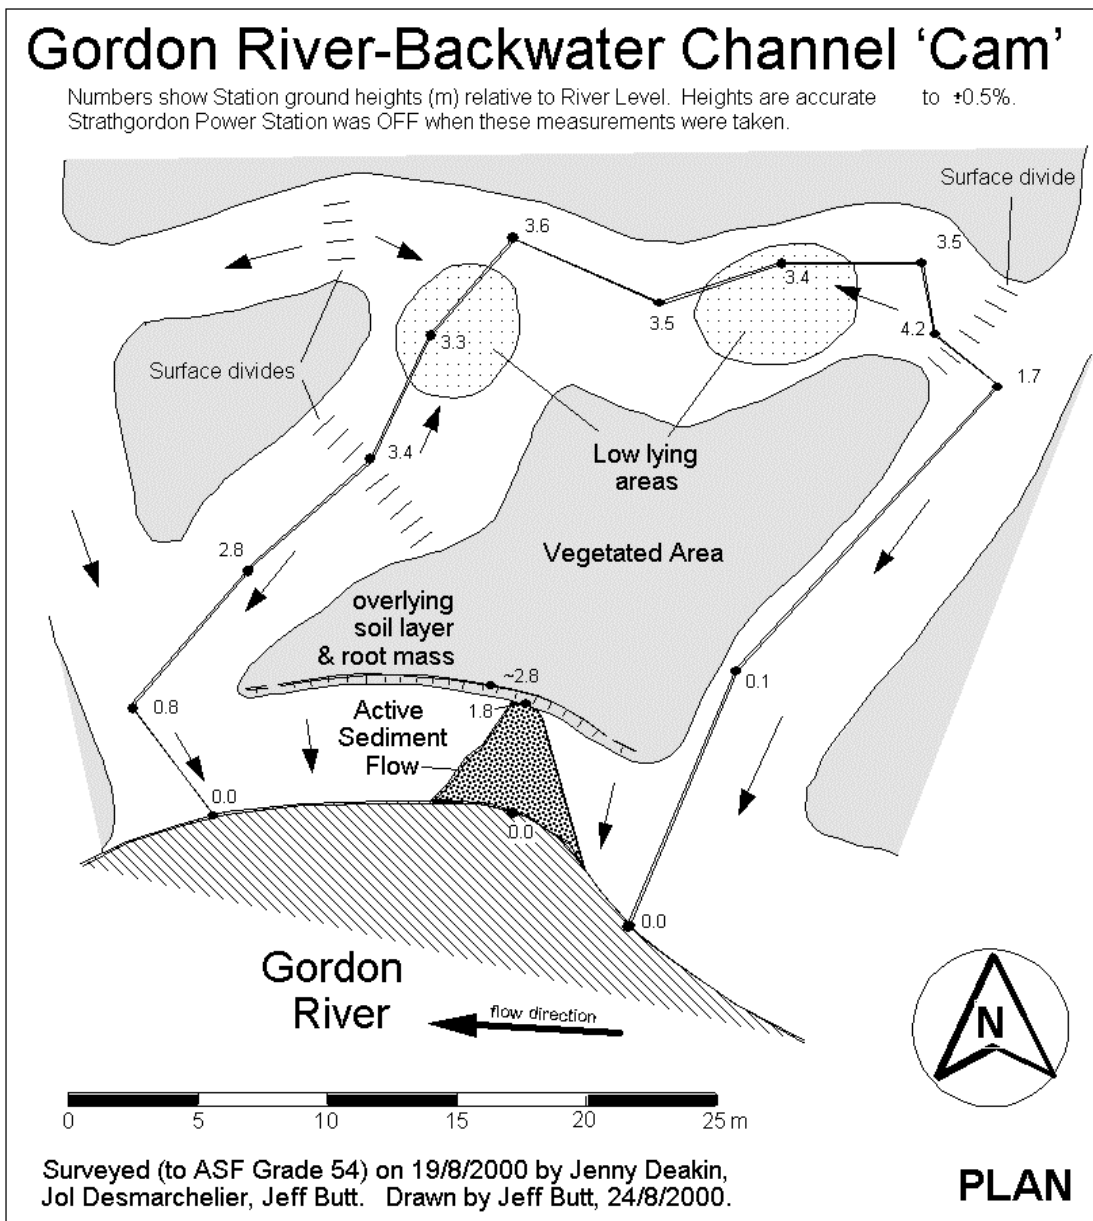 Gordon River-Backwater Channel ‘Cam’
Numbers show Station ground heights (m) relative to River Level. Heights are accurate to ±0.5%.
Strathgordon Power Station was OFF when these measurements were taken.
Surface divide
3.6
3.5
3.4
3.5
4.2
3.3
1.7
Surface divides
3.4
Low lying
areas
2.8
Vegetated Area
overlying
soil layer
& root mass
~2.8
0.1
0.8
1.8
Active
Sediment
Flow
0.0
0.0
0.0
Gordon
River
flow direction
N
0 5 10 15 20 25 m
Surveyed (to ASF Grade 54) on 19/8/2000 by Jenny Deakin,
Jol Desmarchelier, Jeff Butt. Drawn by Jeff Butt, 24/8/2000.
PLAN